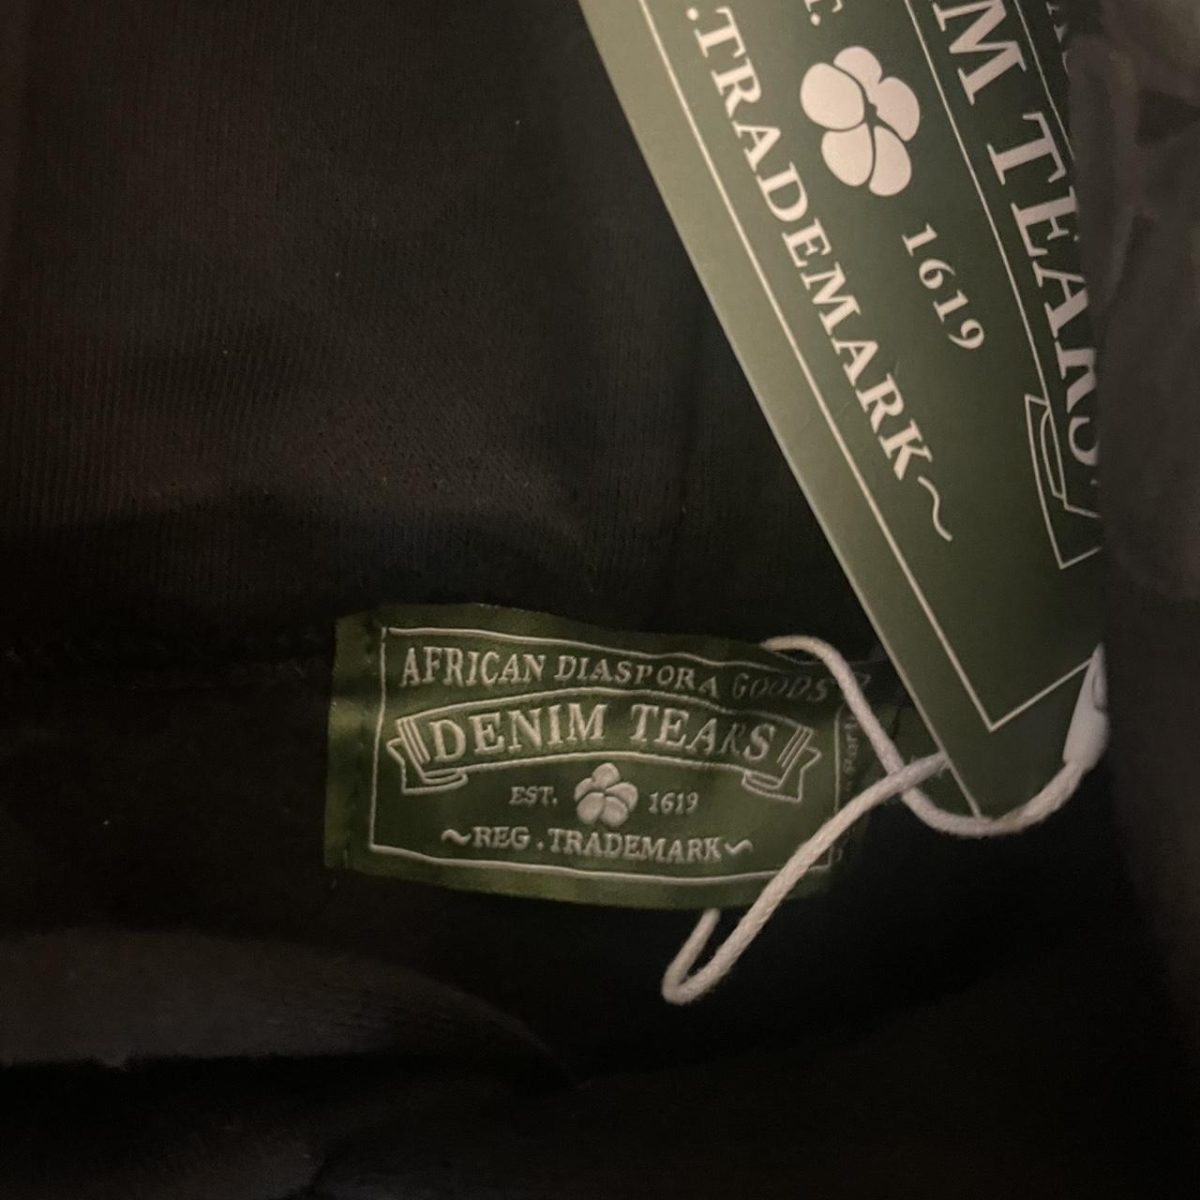 T.
1619
.TRADEMARK~
M TEARS
AFRICAN DIASPORA GOODS
DENIM TEARS
EST. 1619
~REG.TRADEMARK~